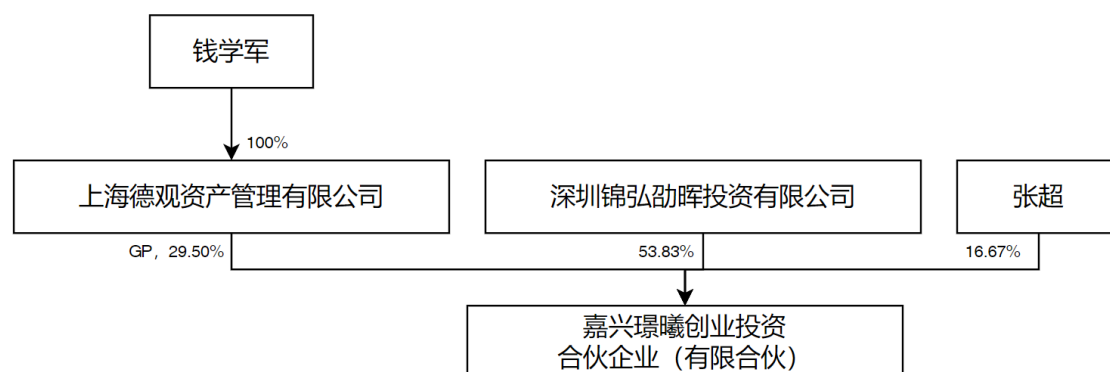 钱学军
100%
上海德观资产管理有限公司
深圳锦弘劭晖投资有限公司
张超
GP，29.50%
53.83%
16.67%
嘉兴璟曦创业投资
合伙企业（有限合伙）